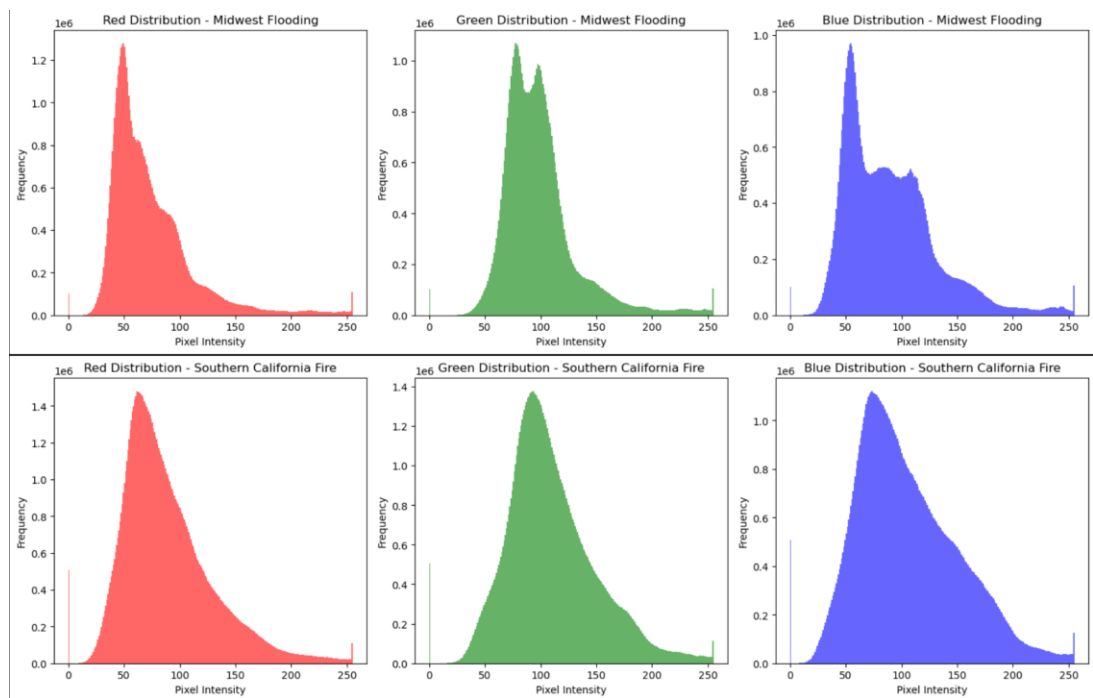 Red Distribution - Midwest Flooding
1e6
1.2
1.0
0.8
0.6
0.4
0.2
0.0
Frequency
0 50 100 150 200 250
Pixel Intensity
Green Distribution - Midwest Flooding
1e6
1.0
0.8
0.6
0.4
0.2
0.0
Frequency
0 50 100 150 200 250
Pixel Intensity
Blue Distribution - Midwest Flooding
1e6
1.0
0.8
0.6
0.4
0.2
0.0
Frequency
0 50 100 150 200 250
Pixel Intensity
Red Distribution - Southern California Fire
1e6
1.4
1.2
1.0
0.8
0.6
0.4
0.2
0.0
Frequency
0 50 100 150 200 250
Pixel Intensity
Green Distribution - Southern California Fire
1e6
1.4
1.2
1.0
0.8
0.6
0.4
0.2
0.0
Frequency
0 50 100 150 200 250
Pixel Intensity
Blue Distribution - Southern California Fire
1e6
1.0
0.8
0.6
0.4
0.2
0.0
Frequency
0 50 100 150 200 250
Pixel Intensity